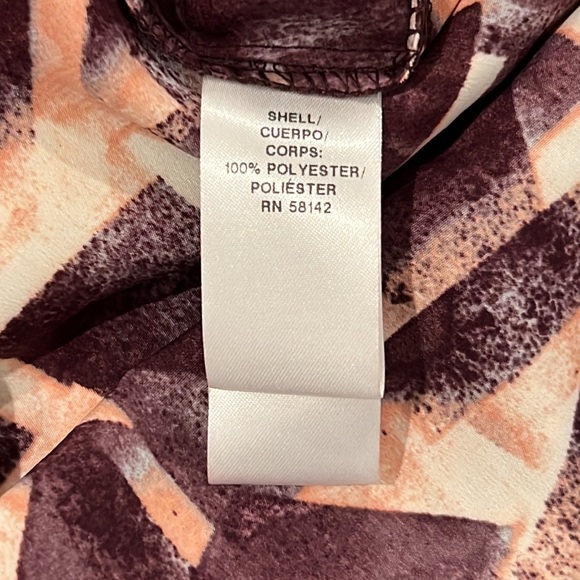 SHELL/
CUERPO/
CORPS:
100% POLYESTER/
POLIÉSTER
RN 58142